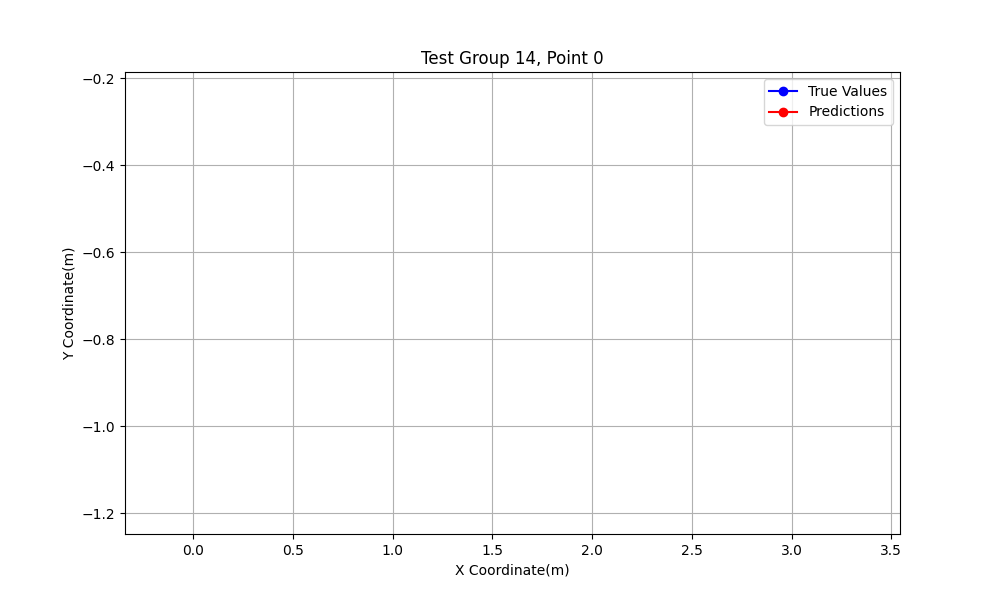 Test Group 14, Point 0
True Values
Predictions
−0.2
−0.4
−0.6
−0.8
−1.0
−1.2
Y Coordinate(m)
0.0 0.5 1.0 1.5 2.0 2.5 3.0 3.5
X Coordinate(m)